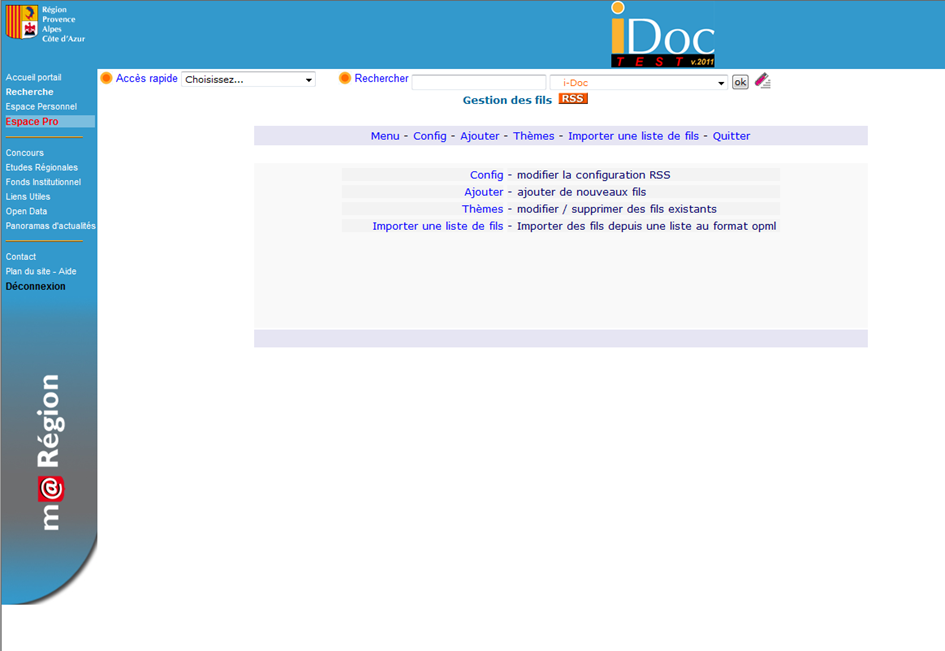 Région
Provence
Alpes
Côte d'Azur
iDoc
TEST v.2011
Accueil portail
Recherche
Espace Personnel
Espace Pro
Concours
Etudes Régionales
Fonds Institutionnel
Liens Utiles
Open Data
Panoramas d'actualités
Contact
Plan du site - Aide
Déconnexion
m@ Région
Accès rapide Choisissez... Rechercher i-Doc ok
Gestion des fils RSS
Menu - Config - Ajouter - Thèmes - Importer une liste de fils - Quitter
Config - modifier la configuration RSS
Ajouter - ajouter de nouveaux fils
Thèmes - modifier / supprimer des fils existants
Importer une liste de fils - Importer des fils depuis une liste au format opml